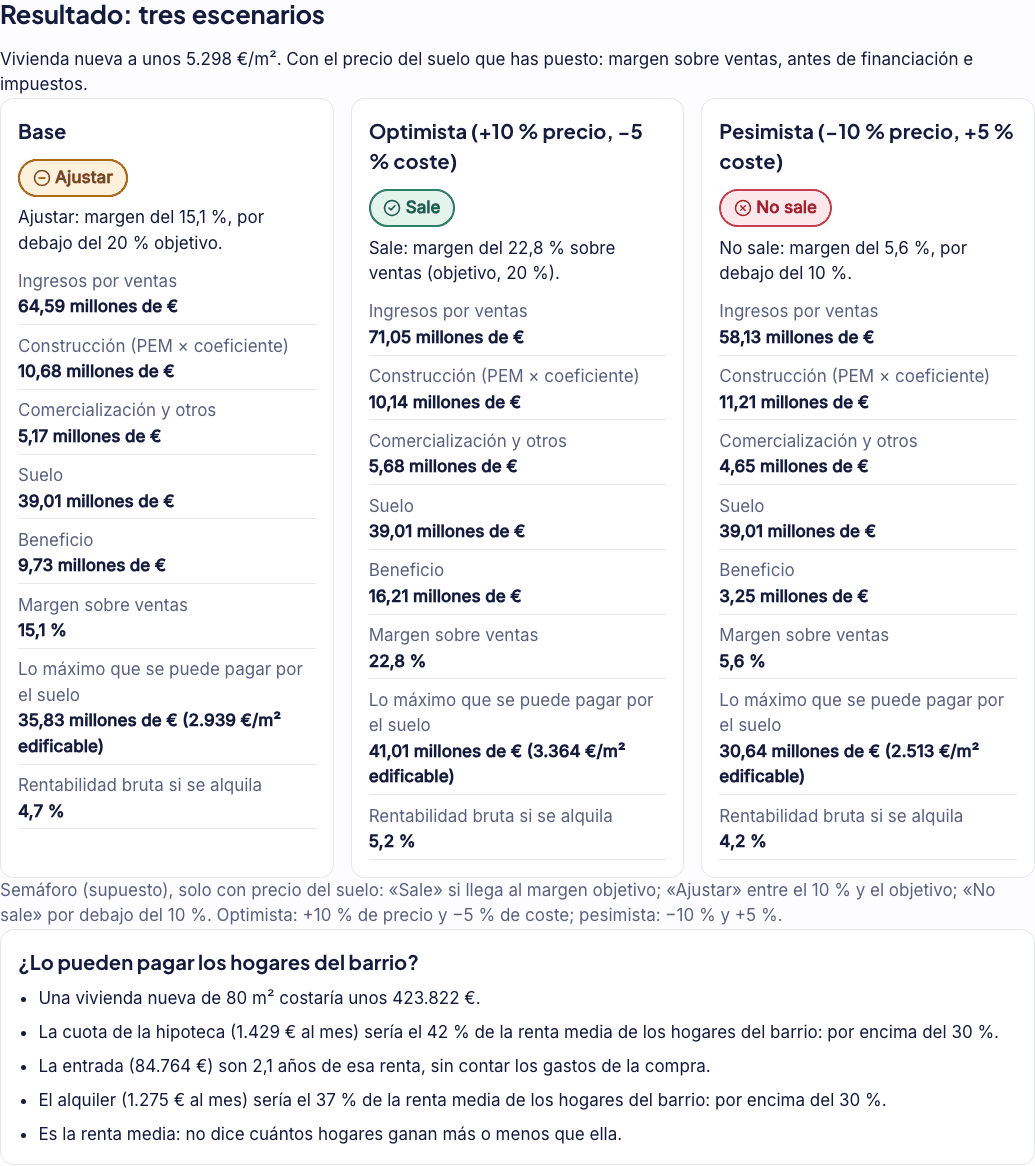 Resultado: tres escenarios
Vivienda nueva a unos 5.298 €/m². Con el precio del suelo que has puesto: margen sobre ventas, antes de financiación e
impuestos.
Base
Ajustar
Ajustar: margen del 15,1 %, por
debajo del 20 % objetivo.
Ingresos por ventas
64,59 millones de €
Construcción (PEM × coeficiente)
10,68 millones de €
Comercialización y otros
5,17 millones de €
Suelo
39,01 millones de €
Beneficio
9,73 millones de €
Margen sobre ventas
15,1 %
Lo máximo que se puede pagar por
el suelo
35,83 millones de € (2.939 €/m²
edificable)
Rentabilidad bruta si se alquila
4,7 %
Optimista (+10 % precio, −5
% coste)
Sale
Sale: margen del 22,8 % sobre
ventas (objetivo, 20 %).
Ingresos por ventas
71,05 millones de €
Construcción (PEM × coeficiente)
10,14 millones de €
Comercialización y otros
5,68 millones de €
Suelo
39,01 millones de €
Beneficio
16,21 millones de €
Margen sobre ventas
22,8 %
Lo máximo que se puede pagar por
el suelo
41,01 millones de € (3.364 €/m²
edificable)
Rentabilidad bruta si se alquila
5,2 %
Pesimista (−10 % precio, +5 %
coste)
No sale
No sale: margen del 5,6 %, por
debajo del 10 %.
Ingresos por ventas
58,13 millones de €
Construcción (PEM × coeficiente)
11,21 millones de €
Comercialización y otros
4,65 millones de €
Suelo
39,01 millones de €
Beneficio
3,25 millones de €
Margen sobre ventas
5,6 %
Lo máximo que se puede pagar por
el suelo
30,64 millones de € (2.513 €/m²
edificable)
Rentabilidad bruta si se alquila
4,2 %
Semáforo (supuesto), solo con precio del suelo: «Sale» si llega al margen objetivo; «Ajustar» entre el 10 % y el objetivo; «No
sale» por debajo del 10 %. Optimista: +10 % de precio y −5 % de coste; pesimista: −10 % y +5 %.
¿Lo pueden pagar los hogares del barrio?
• Una vivienda nueva de 80 m² costaría unos 423.822 €.
• La cuota de la hipoteca (1.429 € al mes) sería el 42 % de la renta media de los hogares del barrio: por encima del 30 %.
• La entrada (84.764 €) son 2,1 años de esa renta, sin contar los gastos de la compra.
• El alquiler (1.275 € al mes) sería el 37 % de la renta media de los hogares del barrio: por encima del 30 %.
• Es la renta media: no dice cuántos hogares ganan más o menos que ella.